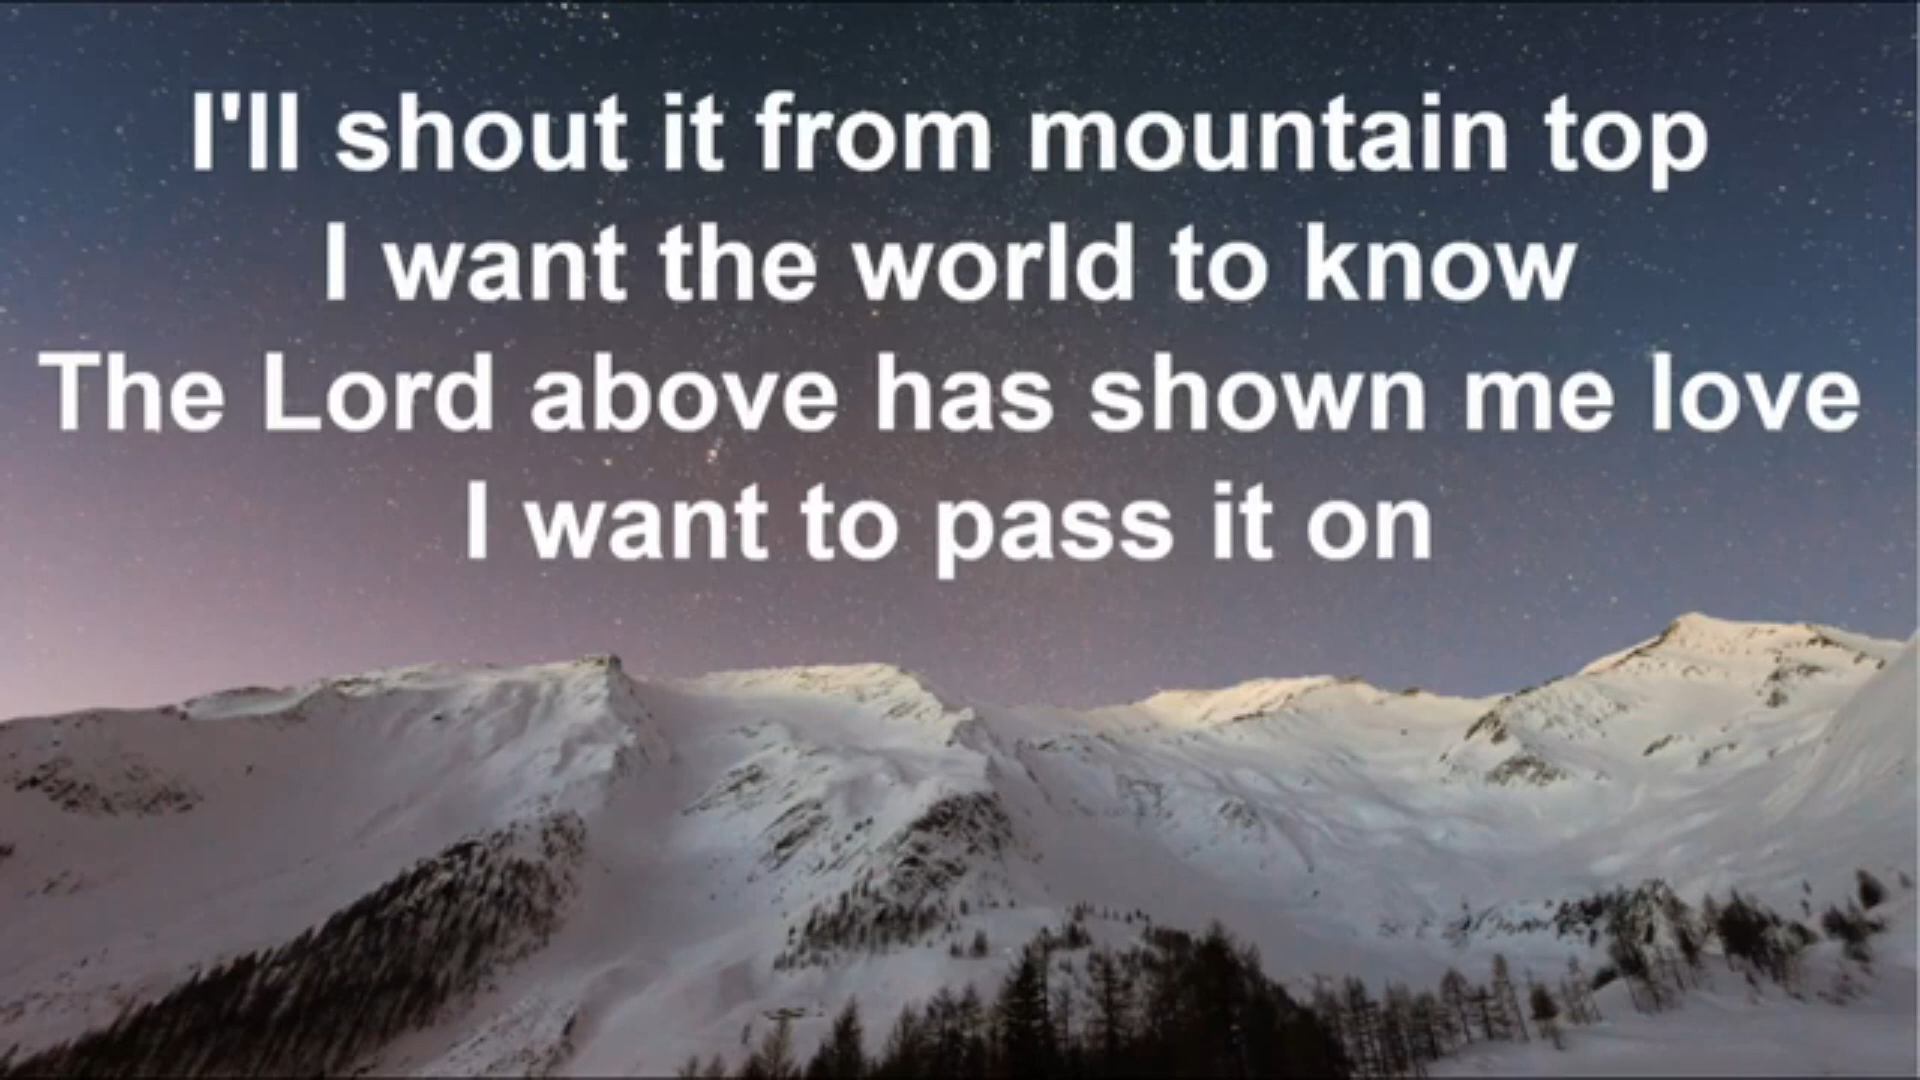 I'll shout it from mountain top
I want the world to know
The Lord above has shown me love
I want to pass it on